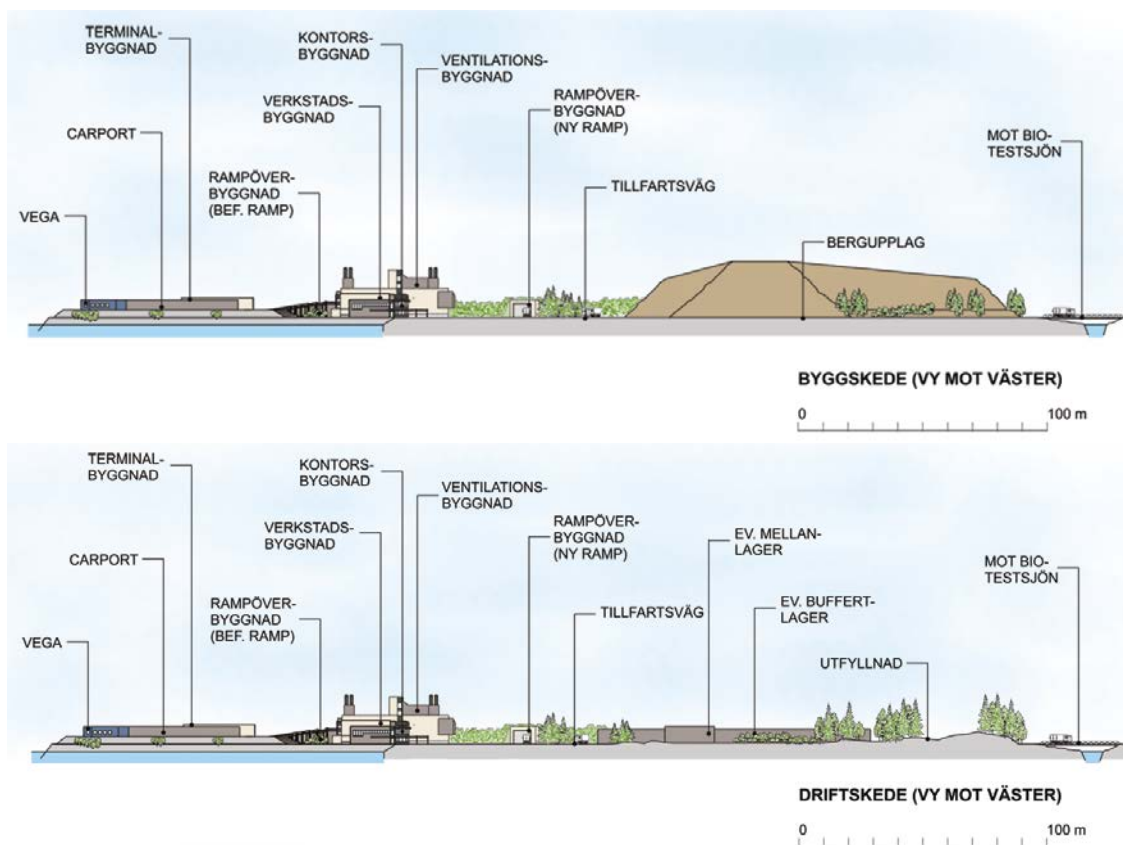 TERMINAL-
BYGGNAD
KONTORS-
BYGGNAD
VENTILATIONS-
BYGGNAD
VERKSTADS-
BYGGNAD
RAMPÖVER-
BYGGNAD
(NY RAMP)
CARPORT
MOT BIO-
TESTSJÖN
RAMPÖVER-
BYGGNAD
(BEF. RAMP)
TILLFARTSVÄG
VEGA
BERGUPPLAG
BYGGSKEDE (VY MOT VÄSTER)
0
100 m
TERMINAL-
BYGGNAD
KONTORS-
BYGGNAD
VENTILATIONS-
BYGGNAD
VERKSTADS-
BYGGNAD
RAMPÖVER-
BYGGNAD
(NY RAMP)
EV. MELLAN-
LAGER
CARPORT
MOT BIO-
TESTSJÖN
RAMPÖVER-
BYGGNAD
(BEF. RAMP)
TILLFARTSVÄG
EV. BUFFERT-
LAGER
VEGA
UTFYLLNAD
DRIFTSKEDE (VY MOT VÄSTER)
0
100 m